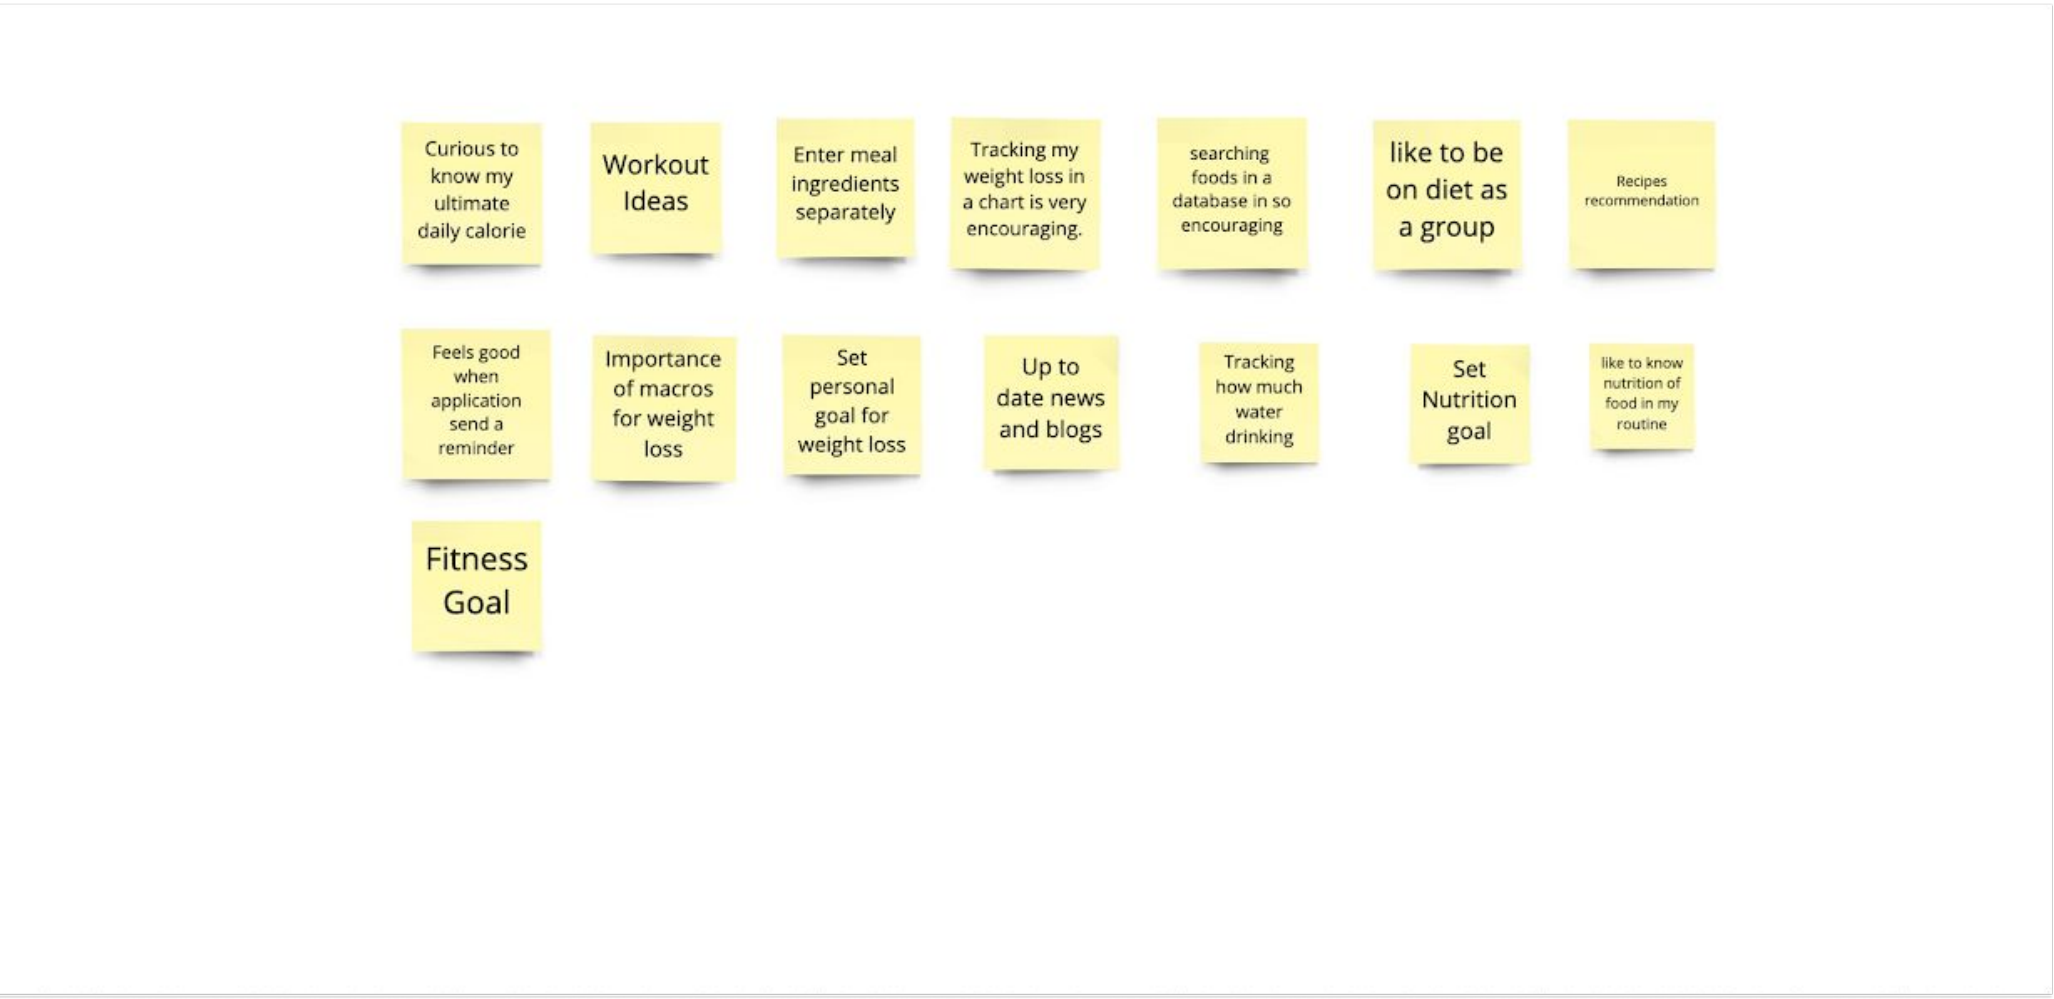 Curious to
know my
ultimate
daily calorie
Workout
Ideas
Enter meal
ingredients
separately
Tracking my
weight loss in
a chart is very
encouraging.
searching
foods in a
database in so
encouraging
like to be
on diet as
a group
Recipes
recommendation
Feels good
when
application
send a
reminder
Importance
of macros
for weight
loss
Set
personal
goal for
weight loss
Up to
date news
and blogs
Tracking
how much
water
drinking
Set
Nutrition
goal
like to know
nutrition of
food in my
routine
Fitness
Goal